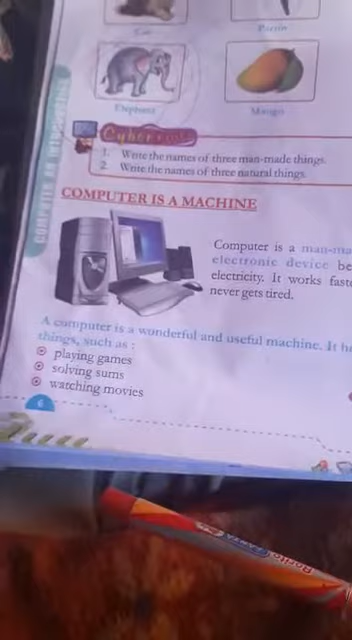 Cat
Parrot
Elephant
Mango
Cyber
1. Write the names of three man-made things.
2. Write the names of three natural things.
COMPUTER IS A MACHINE
Computer is a man-ma
electronic device be
electricity. It works faste
never gets tired.
A computer is a wonderful and useful machine. It he
things, such as :
playing games
solving sums
watching movies
6